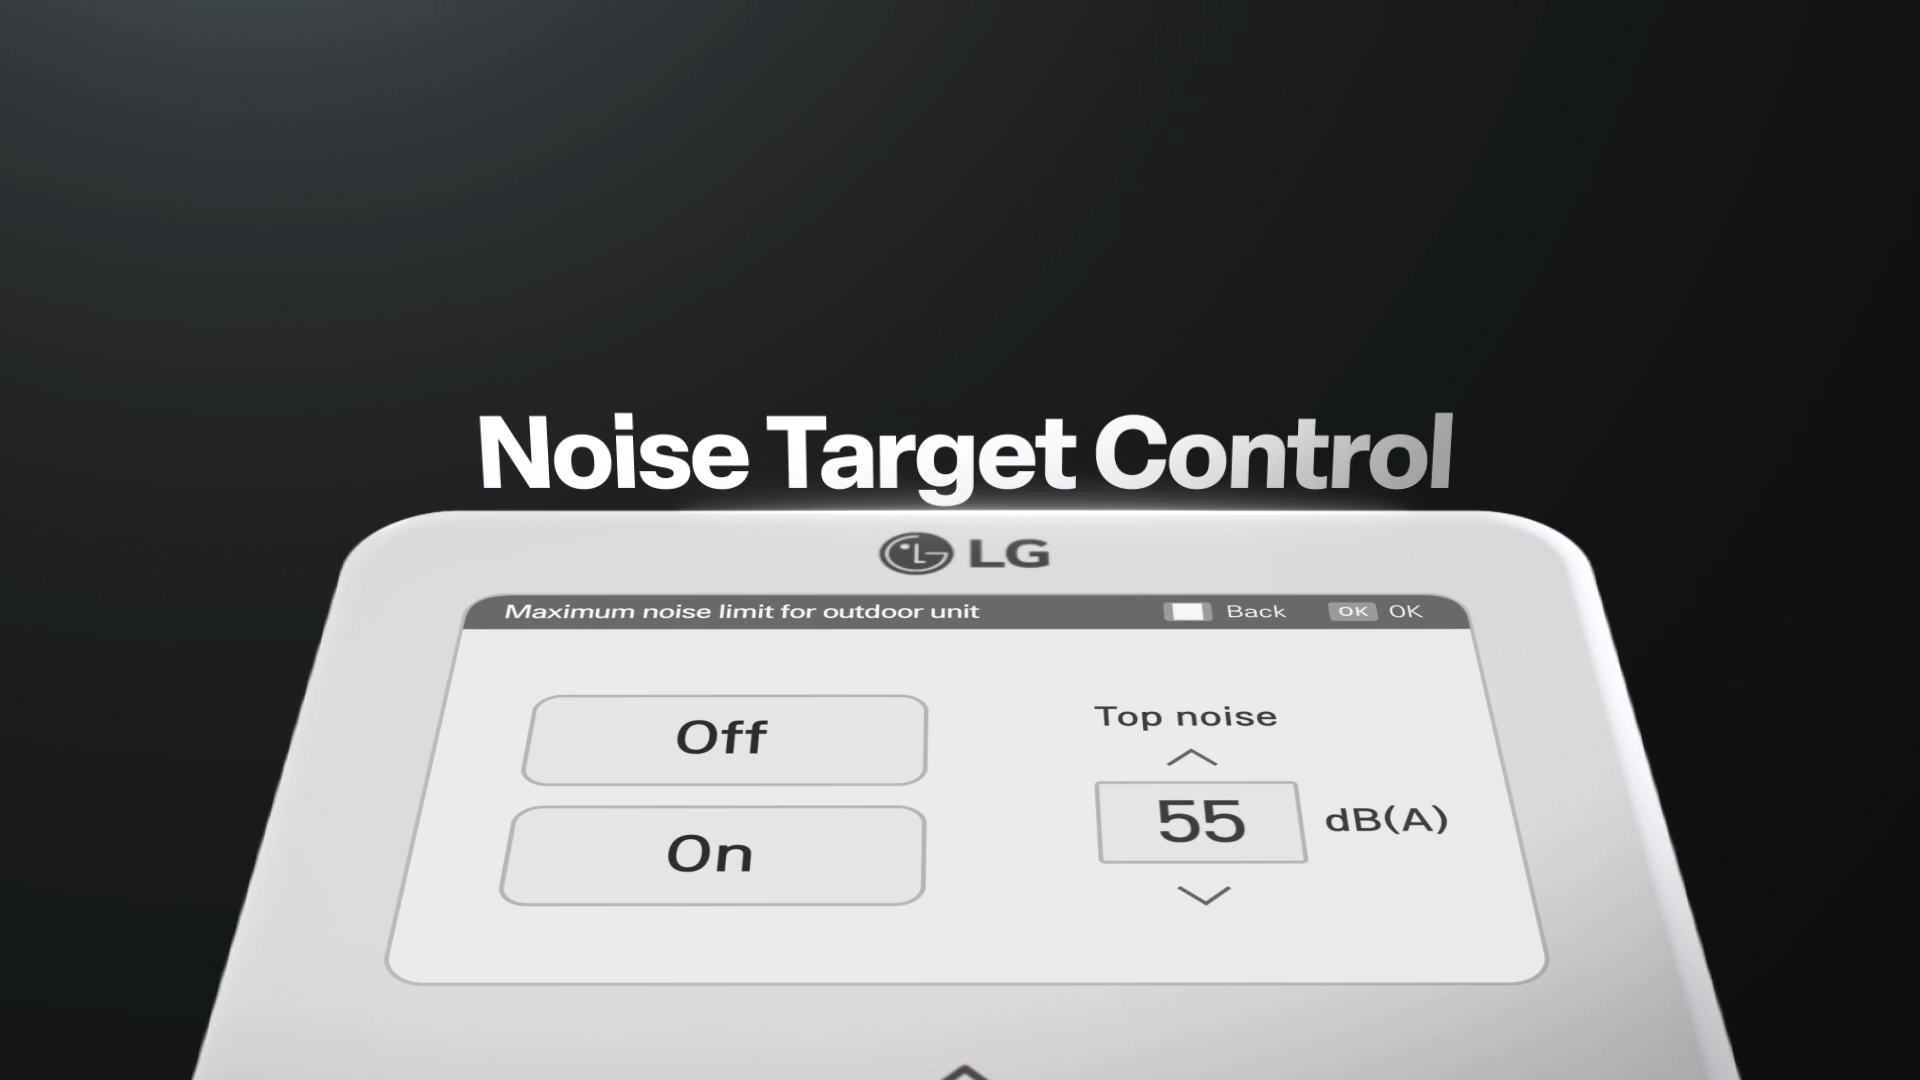 Noise Target Control
LG
Maximum noise limit for outdoor unit
Back
OK OK
Off
Top noise
55 dB(A)
On